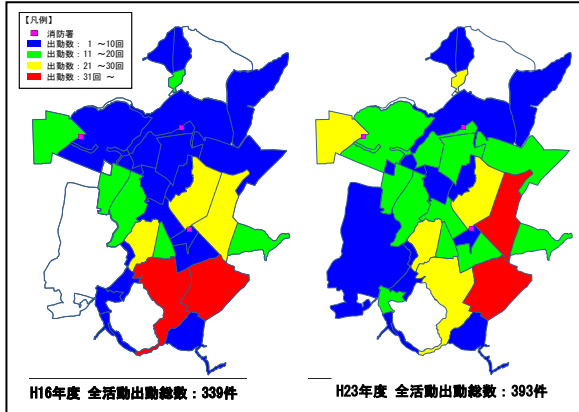 【凡例】
消防署
出動数：1 ～10回
出動数：11 ～20回
出動数：21 ～30回
出動数：31回 ～
H16年度 全活動出動総数：339件
H23年度 全活動出動総数：393件